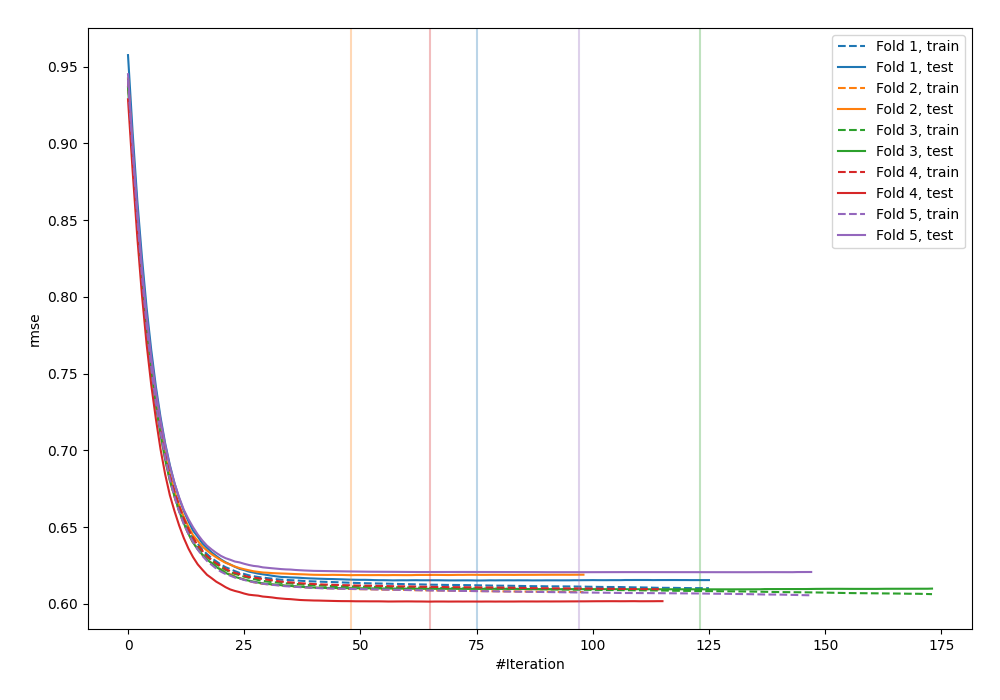 0.95
0.90
0.85
0.80
0.75
0.70
0.65
0.60
rmse
0
25
50
75
100
125
150
175
#Iteration
Fold 1, train
Fold 1, test
Fold 2, train
Fold 2, test
Fold 3, train
Fold 3, test
Fold 4, train
Fold 4, test
Fold 5, train
Fold 5, test